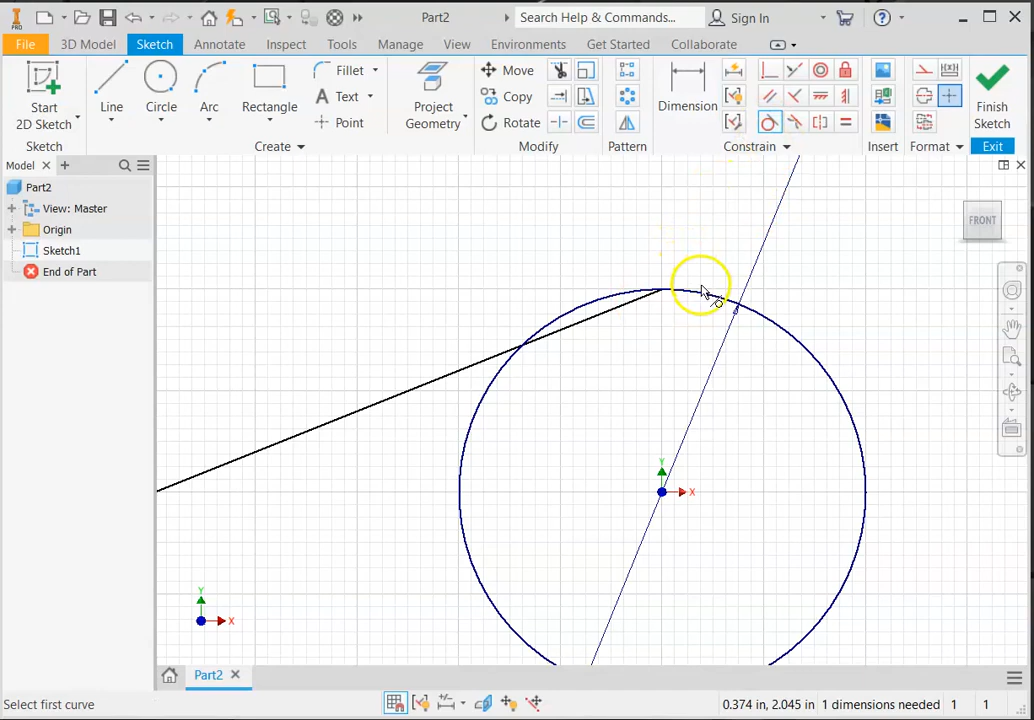 Part2
Search Help & Commands...
Sign In
PRO
File
3D Model
Sketch
Annotate
Inspect
Tools
Manage
View
Environments
Get Started
Collaborate
Start
2D Sketch
Line
Circle
Arc
Rectangle
Fillet
Text
Point
Project
Geometry
Move
Copy
Rotate
Dimension
Finish
Sketch
Sketch
Create
Modify
Pattern
Constrain
Insert
Format
Exit
Model
Part2
View: Master
Origin
Sketch1
End of Part
FRONT
Y
X
Y
X
Part2
Select first curve
0.374 in, 2.045 in
1 dimensions needed
1
1